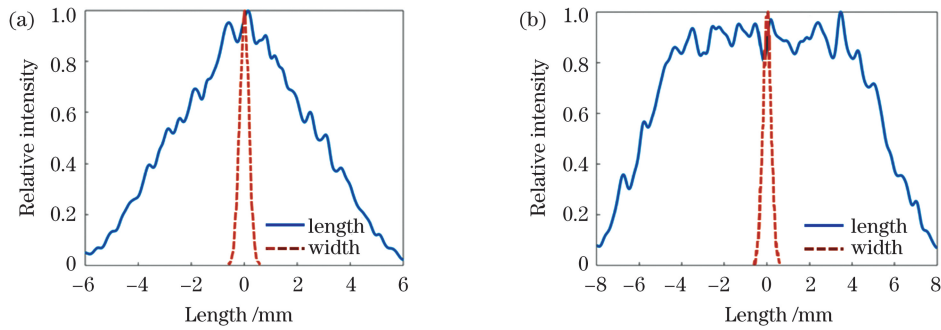 (a)
1.0
0.8
0.6
0.4
0.2
0
Relative intensity
length
width
−6 −4 −2 0 2 4 6
Length /mm
(b)
1.0
0.8
0.6
0.4
0.2
0
Relative intensity
length
width
−8 −6 −4 −2 0 2 4 6 8
Length /mm